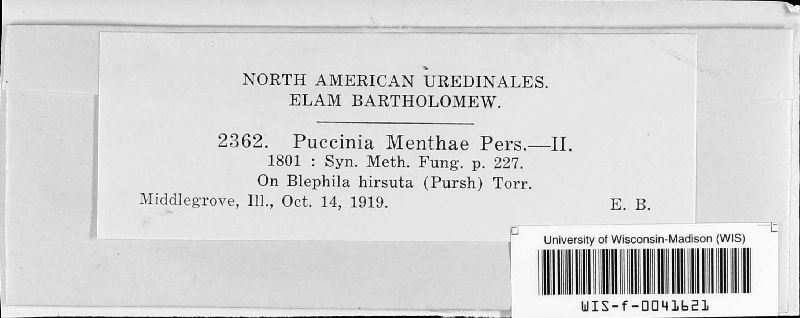 NORTH AMERICAN UREDINALES.
ELAM BARTHOLOMEW.
2362. Puccinia Menthae Pers.—II.
1801 : Syn. Meth. Fung. p. 227.
On Blephila hirsuta (Pursh) Torr.
Middlegrove, Ill., Oct. 14, 1919. E. B.
University of Wisconsin-Madison (WIS)
WIS-f-0041621